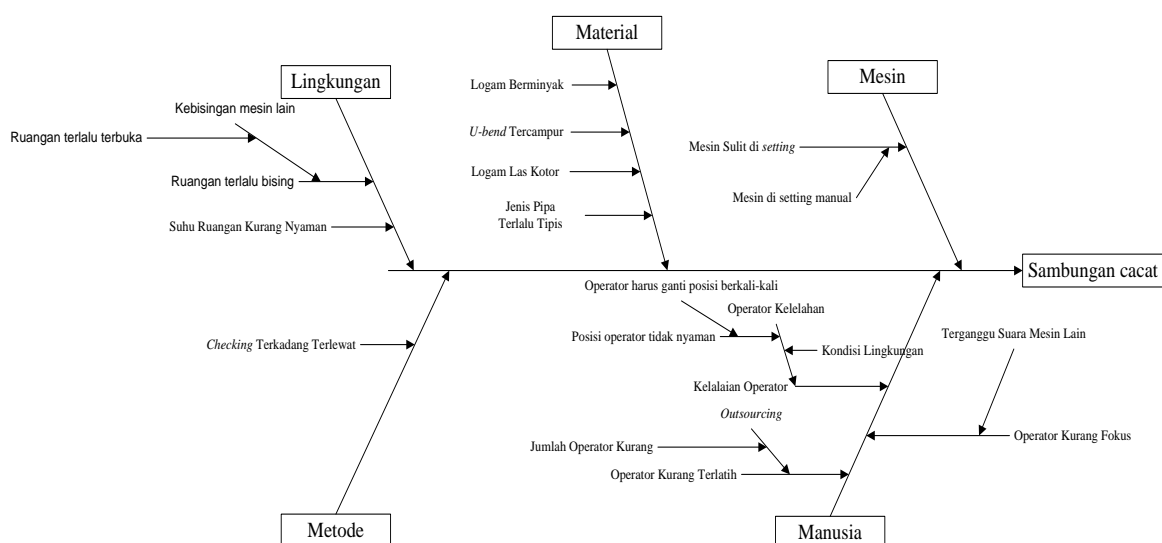 Material
Lingkungan
Mesin
Logam Berminyak
Kebisingan mesin lain
U-bend Tercampur
Ruangan terlalu terbuka
Mesin Sulit di setting
Logam Las Kotor
Ruangan terlalu bising
Mesin di setting manual
Jenis Pipa
Terlalu Tipis
Suhu Ruangan Kurang Nyaman
Sambungan cacat
Operator harus ganti posisi berkali-kali
Operator Kelelahan
Terganggu Suara Mesin Lain
Posisi operator tidak nyaman
Checking Terkadang Terlewat
Kondisi Lingkungan
Kelalaian Operator
Outsourcing
Operator Kurang Fokus
Jumlah Operator Kurang
Operator Kurang Terlatih
Metode
Manusia